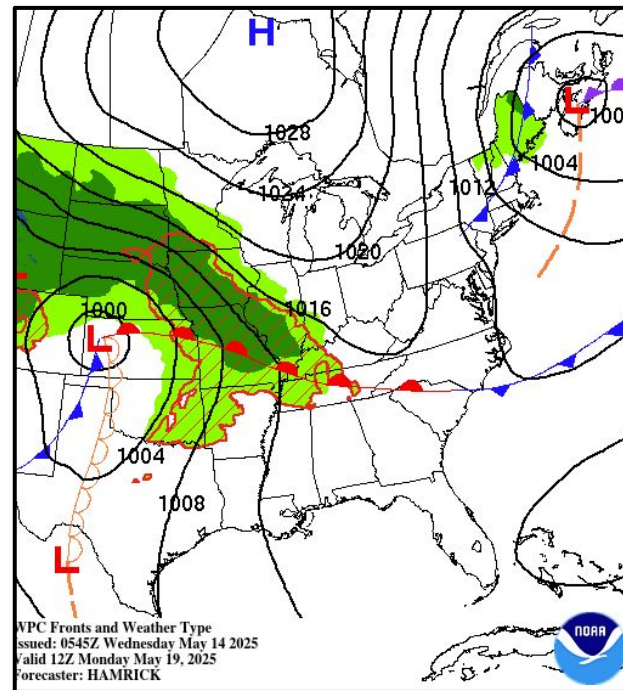 H
1028
1024
1020
1016
1012
1004
L
100
1000
L
1004
1008
L
WPC Fronts and Weather Type
Issued: 0545Z Wednesday May 14 2025
Valid 12Z Monday May 19, 2025
Forecaster: HAMRICK
NOAA